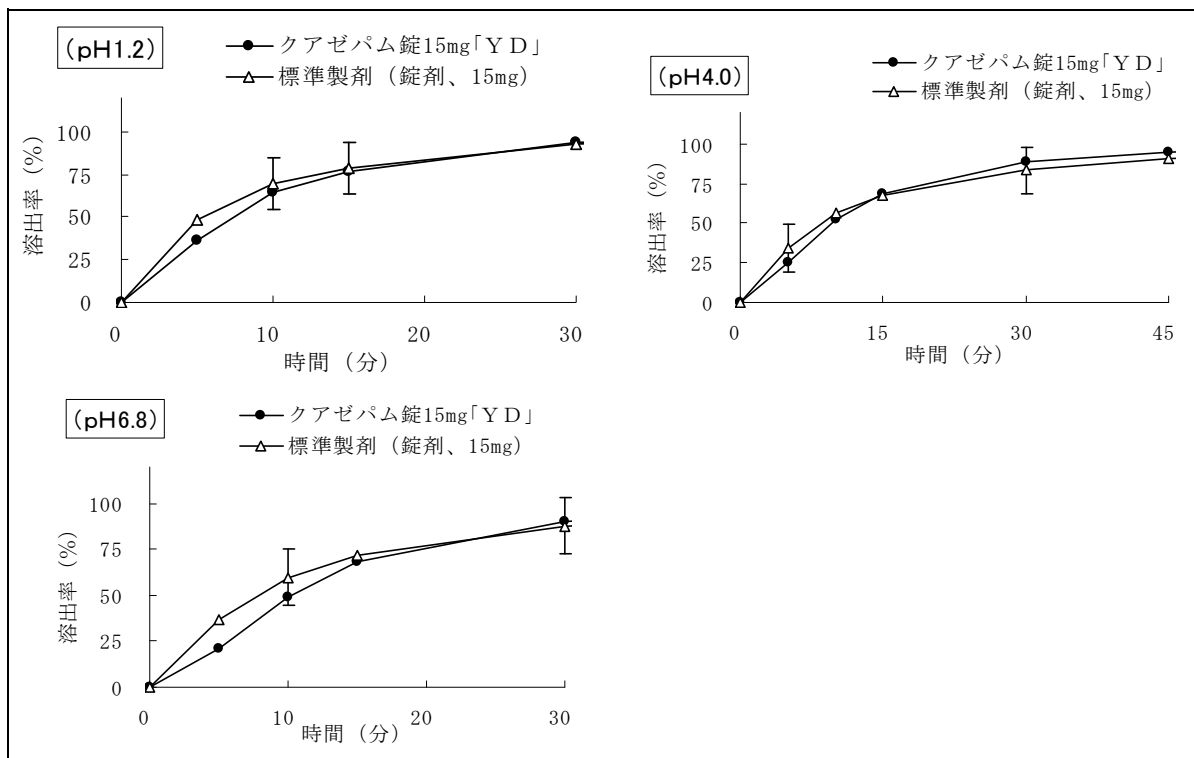 (pH1.2)
クアゼパム錠15mg「ＹＤ」
標準製剤（錠剤、15mg）
溶出率（%）
100
75
50
25
0
0 10 20 30
時間（分）
(pH4.0)
クアゼパム錠15mg「ＹＤ」
標準製剤（錠剤、15mg）
溶出率（%）
100
75
50
25
0
0 15 30 45
時間（分）
(pH6.8)
クアゼパム錠15mg「ＹＤ」
標準製剤（錠剤、15mg）
溶出率（%）
100
75
50
25
0
0 10 20 30
時間（分）